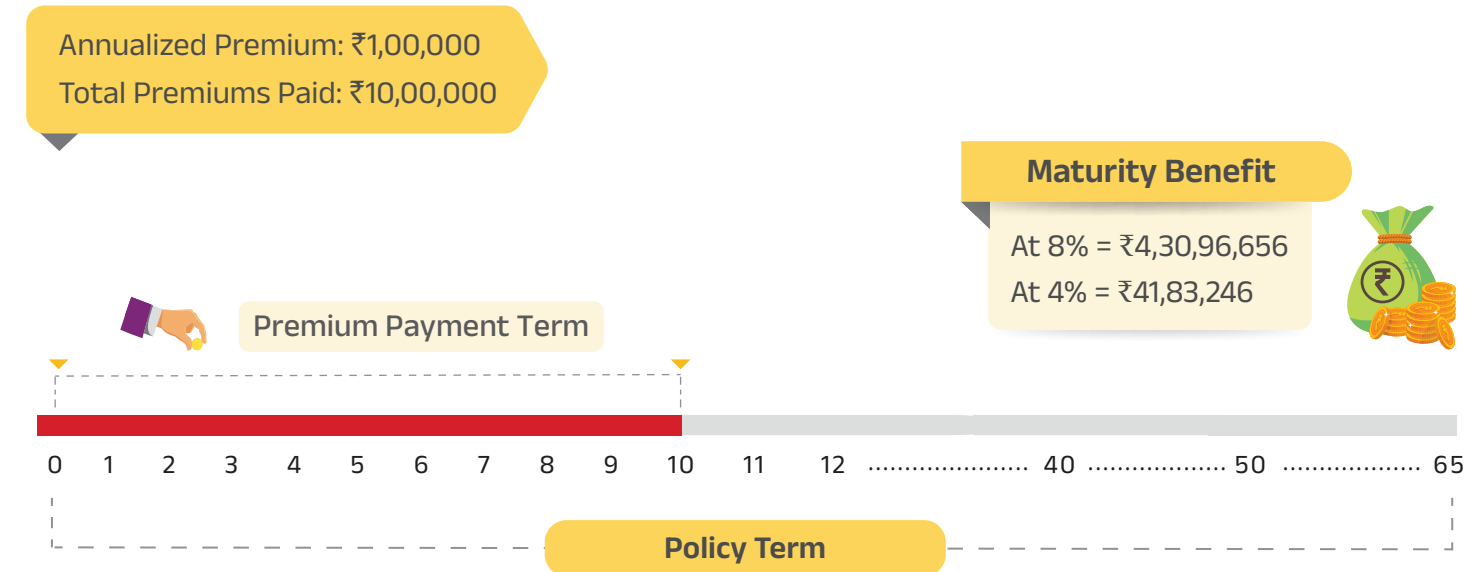 Annualized Premium: ₹1,00,000
Total Premiums Paid: ₹10,00,000
Maturity Benefit
At 8% = ₹4,30,96,656
At 4% = ₹41,83,246
₹
Premium Payment Term
0 1 2 3 4 5 6 7 8 9 10 11 12 ........................ 40 ..................... 50 ..................... 65
Policy Term